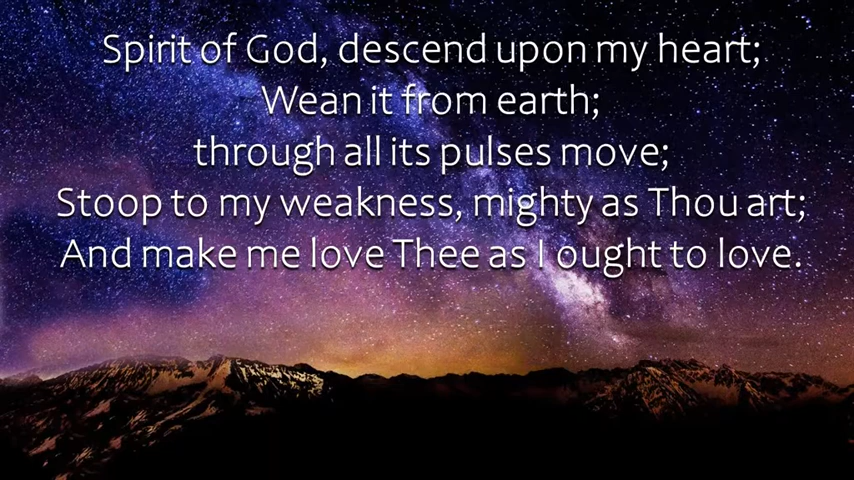 Spirit of God, descend upon my heart;
Wean it from earth;
through all its pulses move;
Stoop to my weakness, mighty as Thou art;
And make me love Thee as I ought to love.